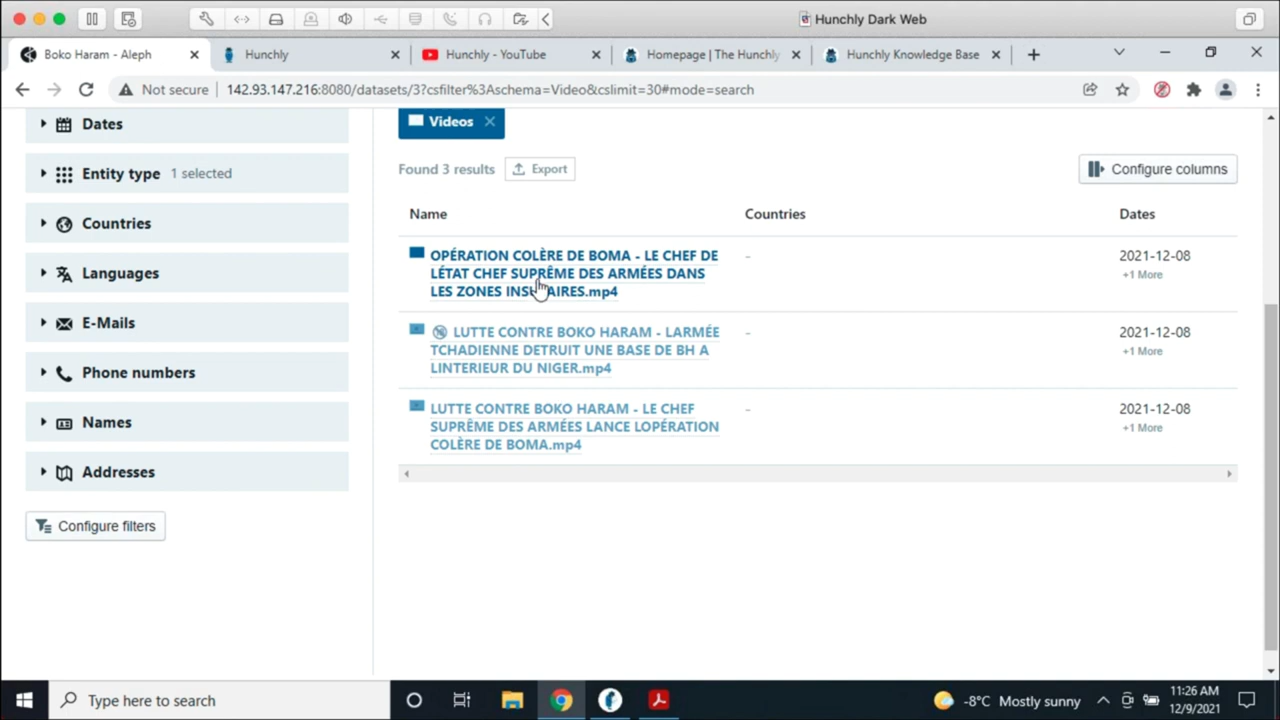 Hunchly Dark Web
Boko Haram - Aleph
Hunchly
Hunchly - YouTube
Homepage | The Hunchly
Hunchly Knowledge Base
Not secure
142.93.147.216:8080/datasets/3?csfilter%3Aschema=Video&cslimit=30#mode=search
Dates
Entity type 1 selected
Countries
Languages
E-Mails
Phone numbers
Names
Addresses
Configure filters
Videos
Found 3 results
Export
Configure columns
Name
Countries
Dates
OPÉRATION COLÈRE DE BOMA - LE CHEF DE
LÉTAT CHEF SUPRÊME DES ARMÉES DANS
LES ZONES INSULAIRES.mp4
-
2021-12-08
+1 More
LUTTE CONTRE BOKO HARAM - LARMÉE
TCHADIENNE DETRUIT UNE BASE DE BH A
LINTERIEUR DU NIGER.mp4
-
2021-12-08
+1 More
LUTTE CONTRE BOKO HARAM - LE CHEF
SUPRÊME DES ARMÉES LANCE LOPÉRATION
COLÈRE DE BOMA.mp4
-
2021-12-08
+1 More
Type here to search
-8°C Mostly sunny
11:26 AM
12/9/2021